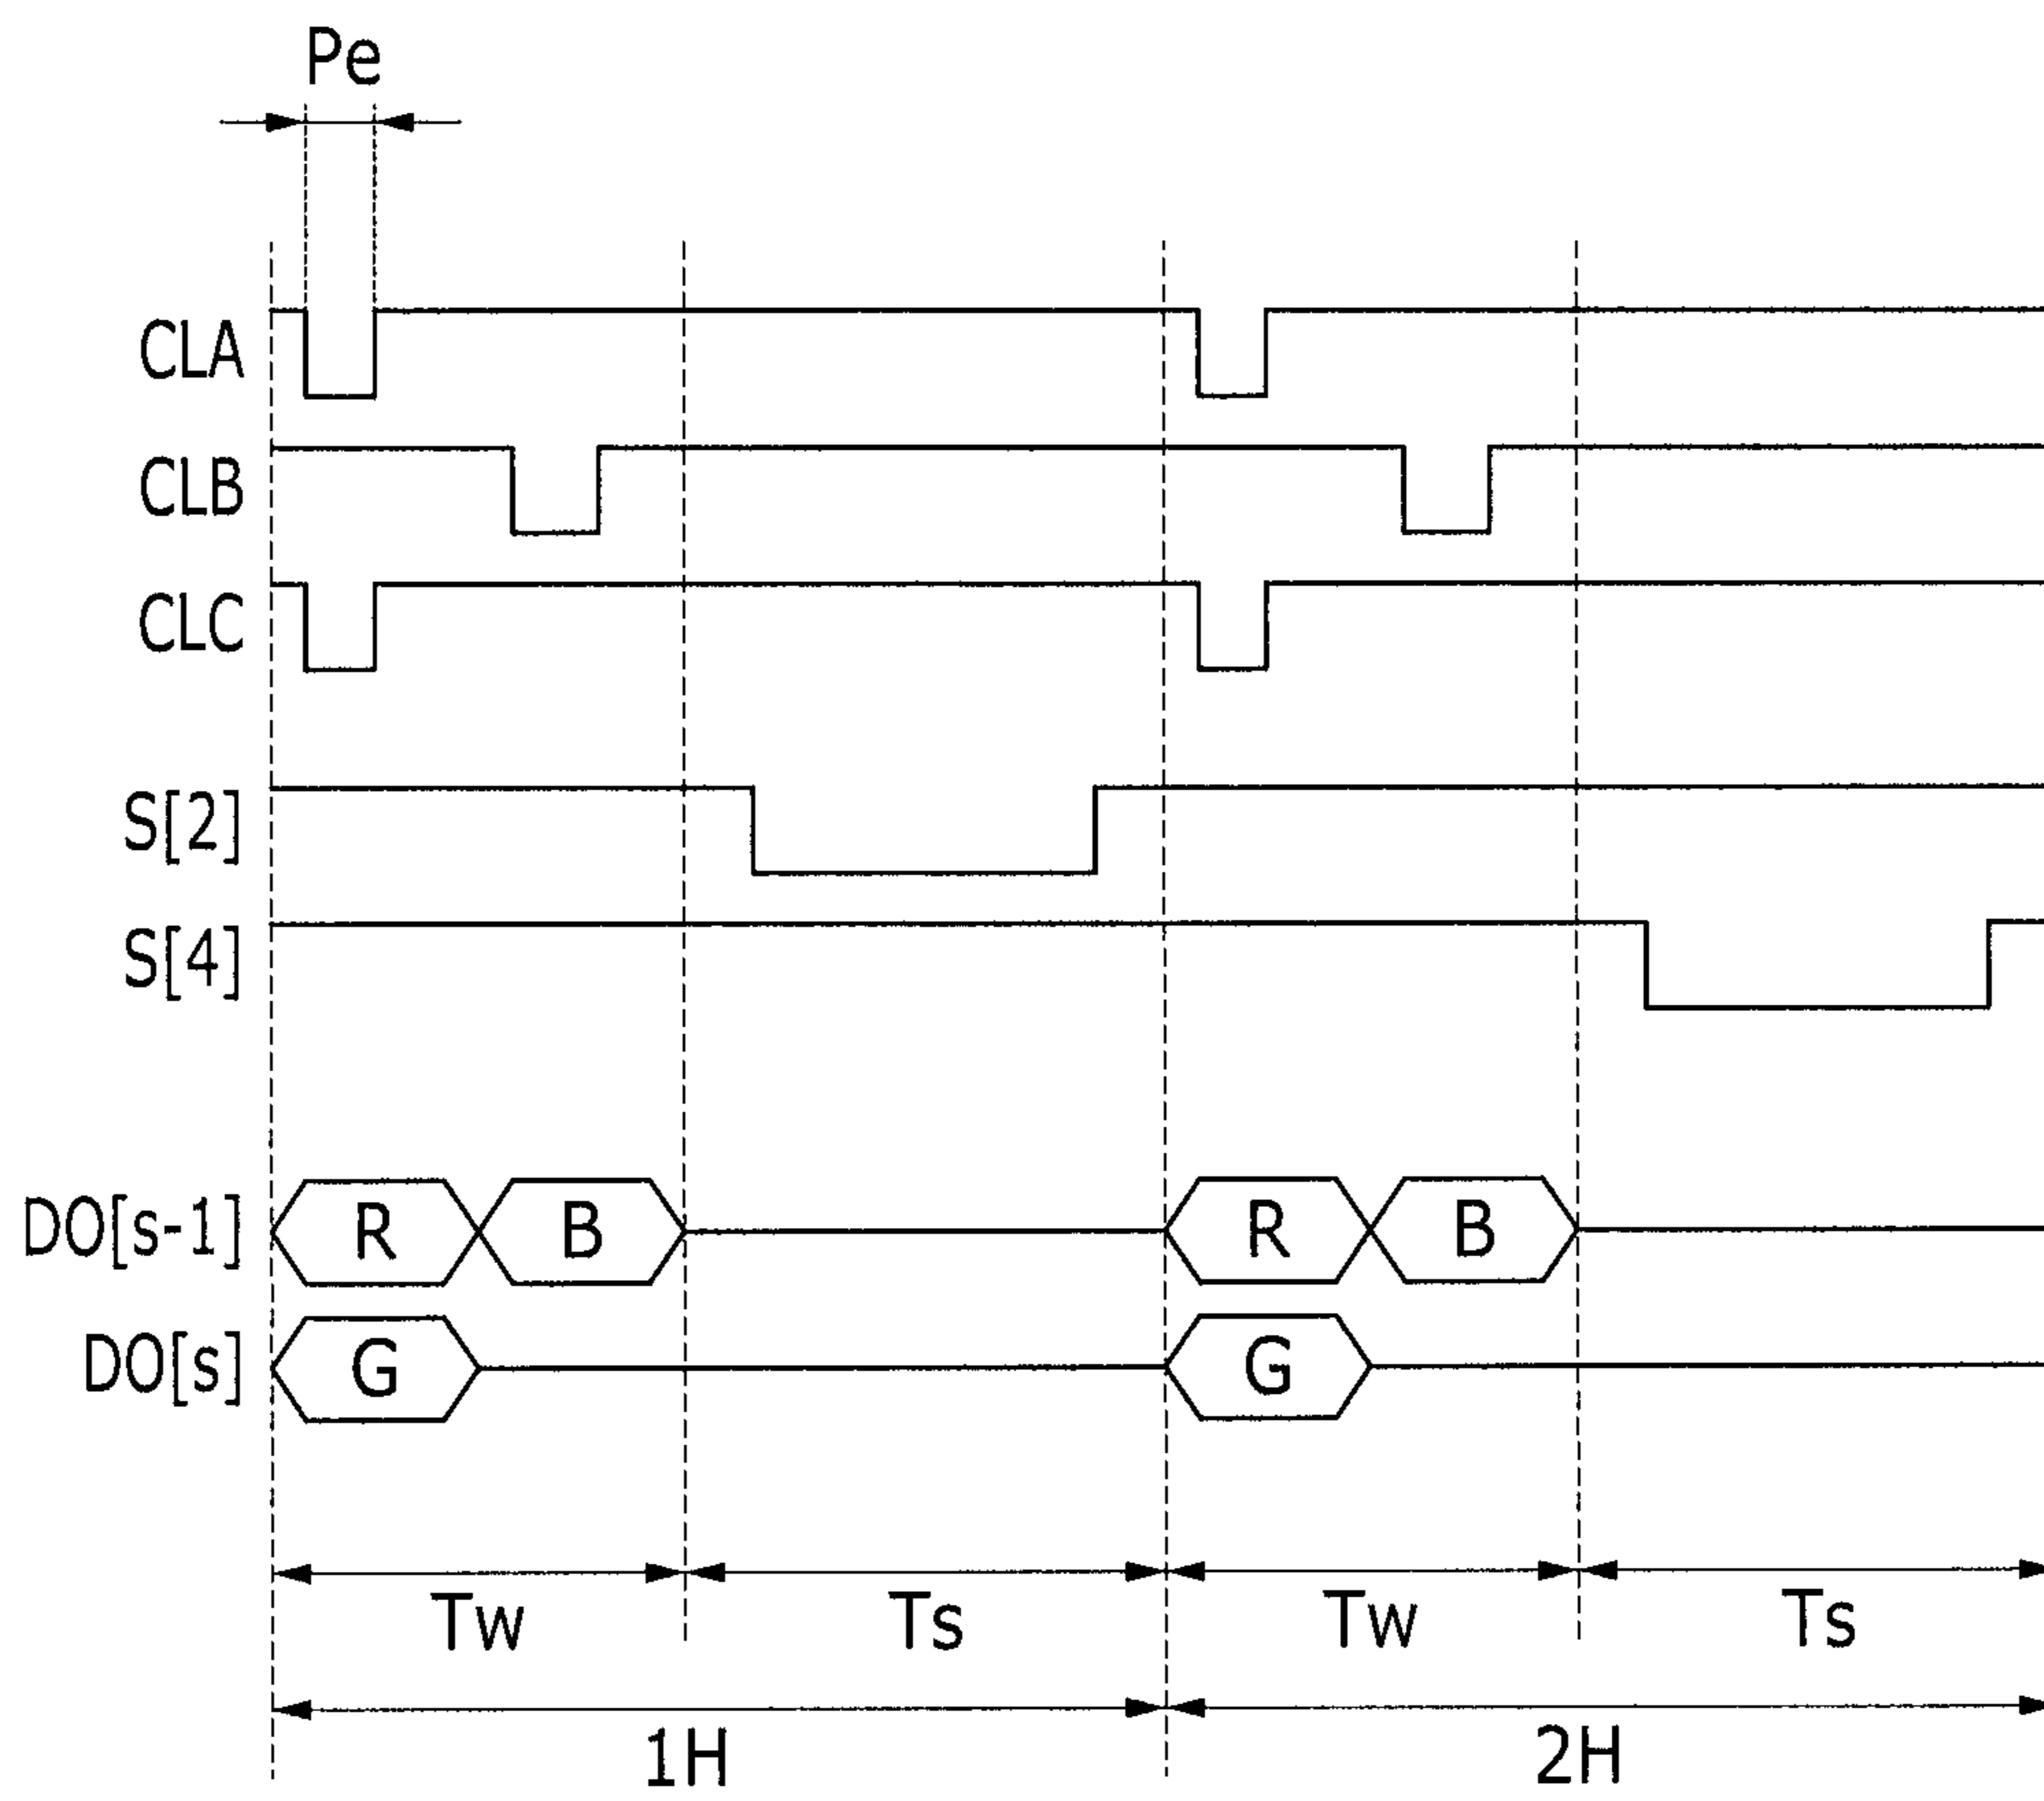 Pe
CLA
CLB
CLC
S[2]
S[4]
DO[s-1] R B R B
DO[s] G G
Tw Ts Tw Ts
1H 2H